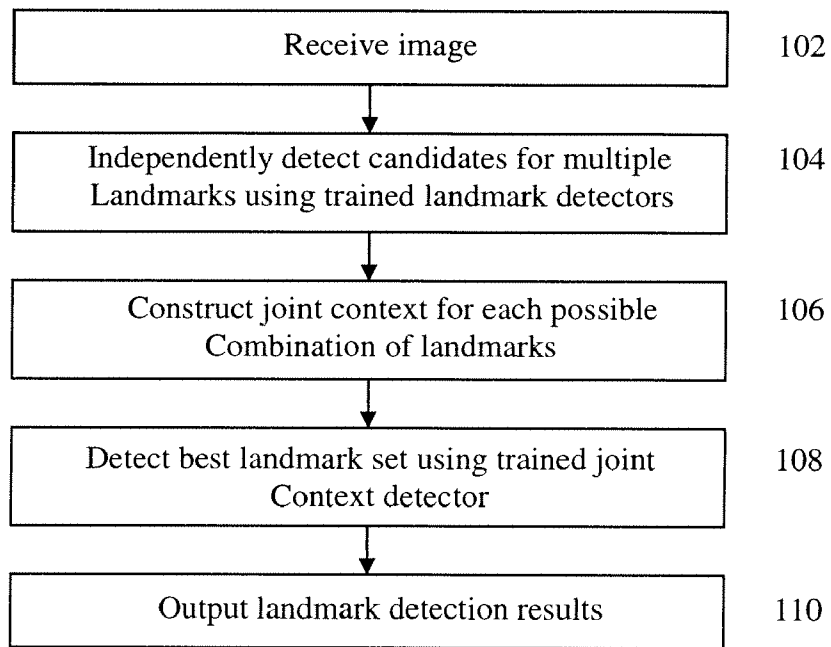 Receive image 102
Independently detect candidates for multiple 104
Landmarks using trained landmark detectors
Construct joint context for each possible 106
Combination of landmarks
Detect best landmark set using trained joint 108
Context detector
Output landmark detection results 110